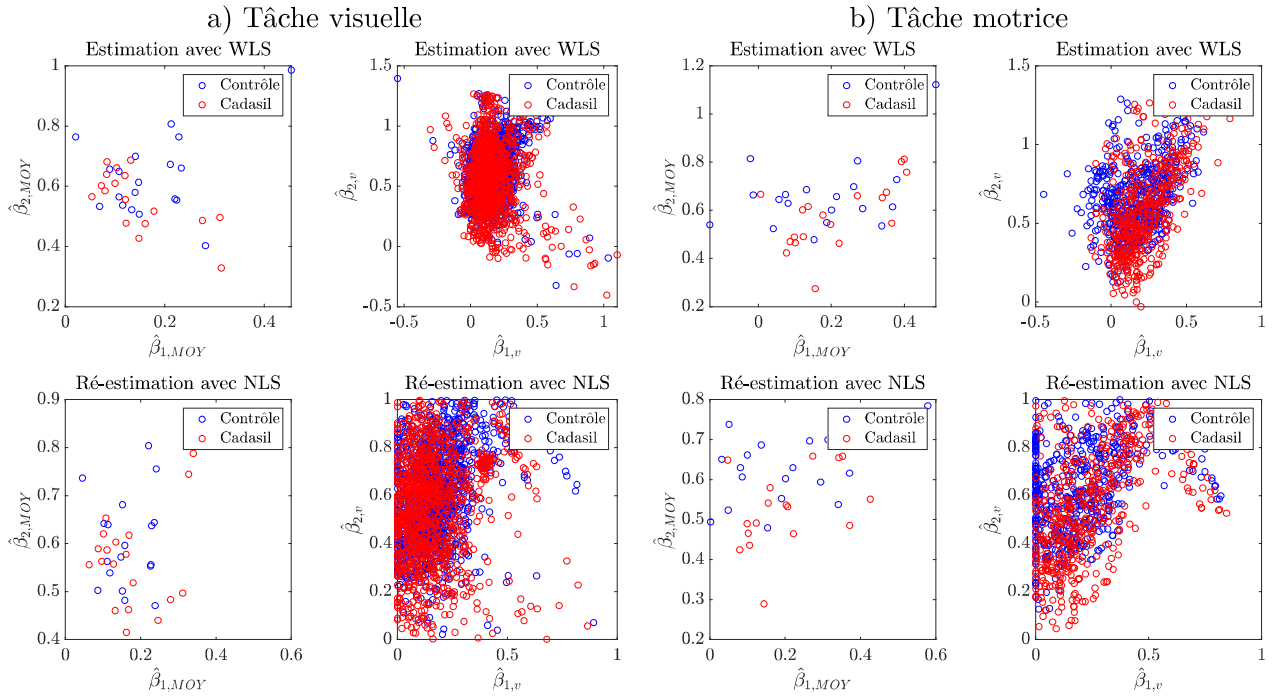 a) Tâche visuelle
b) Tâche motrice
Estimation avec WLS
1
0.8
0.6
0.4
0.2
0
0.2
0.4
β̂1,MOY
β̂2,MOY
Contrôle
Cadasil
Estimation avec WLS
1.5
1
0.5
0
-0.5
-0.5
0
0.5
1
β̂1,v
β̂2,v
Contrôle
Cadasil
Estimation avec WLS
1.2
1
0.8
0.6
0.4
0.2
0
0.2
0.4
β̂1,MOY
β̂2,MOY
Contrôle
Cadasil
Estimation avec WLS
1.5
1
0.5
0
-0.5
0
0.5
1
β̂1,v
β̂2,v
Contrôle
Cadasil
Ré-estimation avec NLS
0.9
0.8
0.7
0.6
0.5
0.4
0
0.2
0.4
0.6
β̂1,MOY
β̂2,MOY
Contrôle
Cadasil
Ré-estimation avec NLS
1
0.8
0.6
0.4
0.2
0
0
0.5
1
β̂1,v
β̂2,v
Contrôle
Cadasil
Ré-estimation avec NLS
0.8
0.7
0.6
0.5
0.4
0.3
0.2
0
0.2
0.4
0.6
β̂1,MOY
β̂2,MOY
Contrôle
Cadasil
Ré-estimation avec NLS
1
0.8
0.6
0.4
0.2
0
0
0.5
1
β̂1,v
β̂2,v
Contrôle
Cadasil